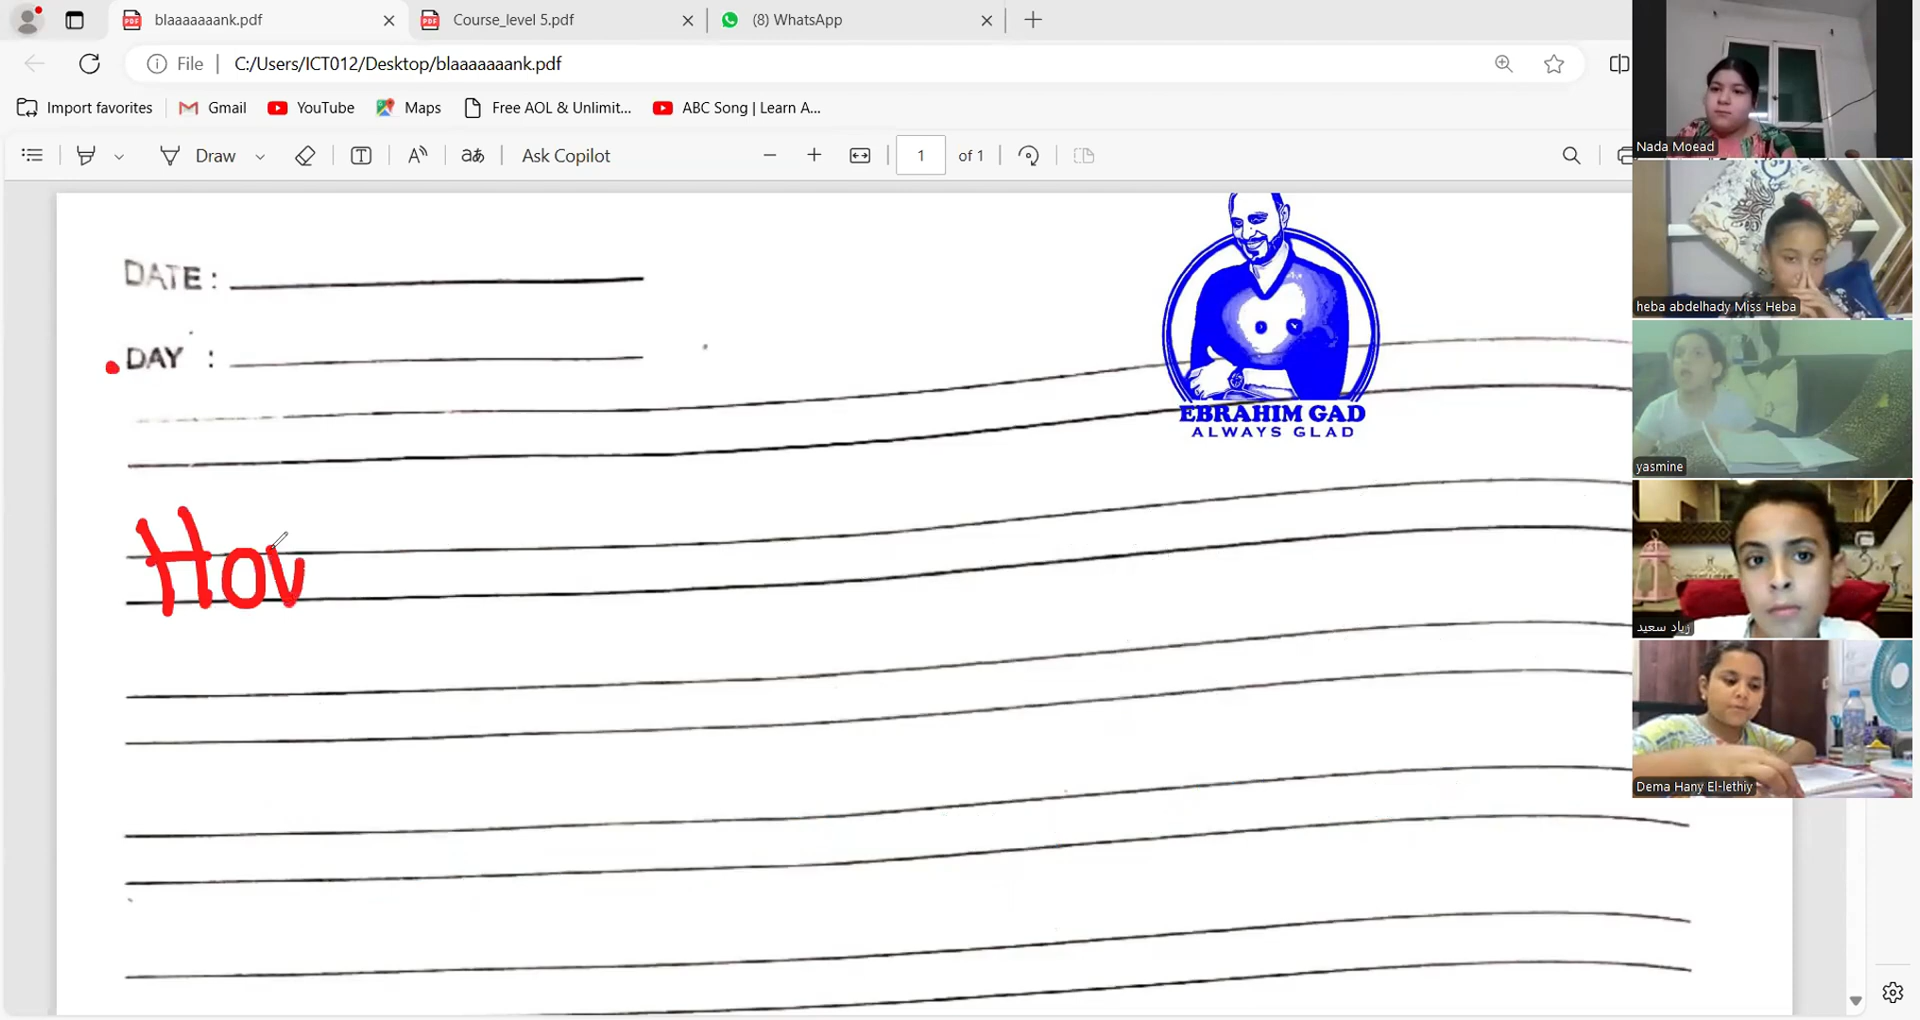 blaaaaaaank.pdf
Course_level 5.pdf
(8) WhatsApp
File
C:/Users/ICT012/Desktop/blaaaaaaank.pdf
Import favorites
Gmail
YouTube
Maps
Free AOL & Unlimit...
ABC Song | Learn A...
Draw
Ask Copilot
1
of 1
DATE :
DAY :
EBRAHIM GAD
ALWAYS GLAD
Hov
Nada Moead
heba abdelhady Miss Heba
yasmine
زياد سعيد
Dema Hany El-lethiy